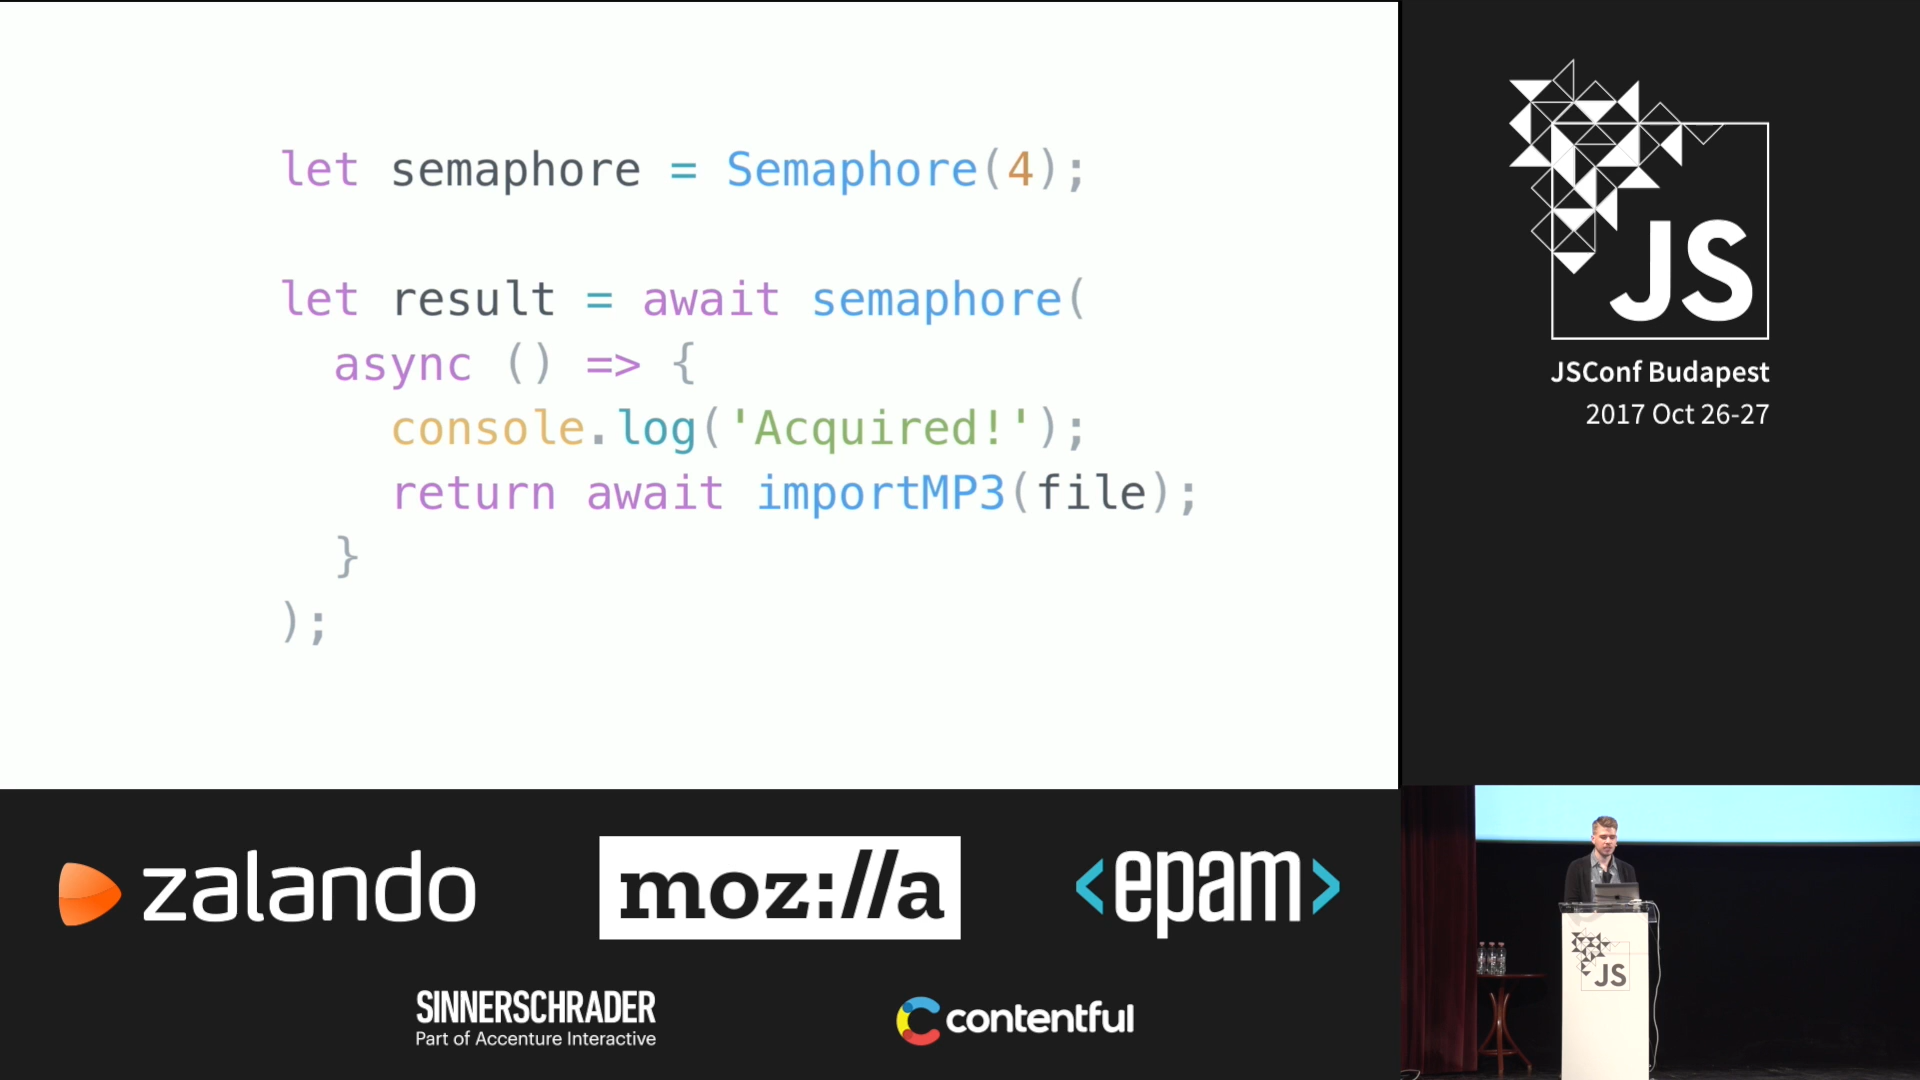 let semaphore = Semaphore(4);
let result = await semaphore(
async () => {
console.log('Acquired!');
return await importMP3(file);
}
);
JS
JSConf Budapest
2017 Oct 26-27
zalando
moz://a
<epam>
SINNERSCHRADER
Part of Accenture Interactive
contentful
JS